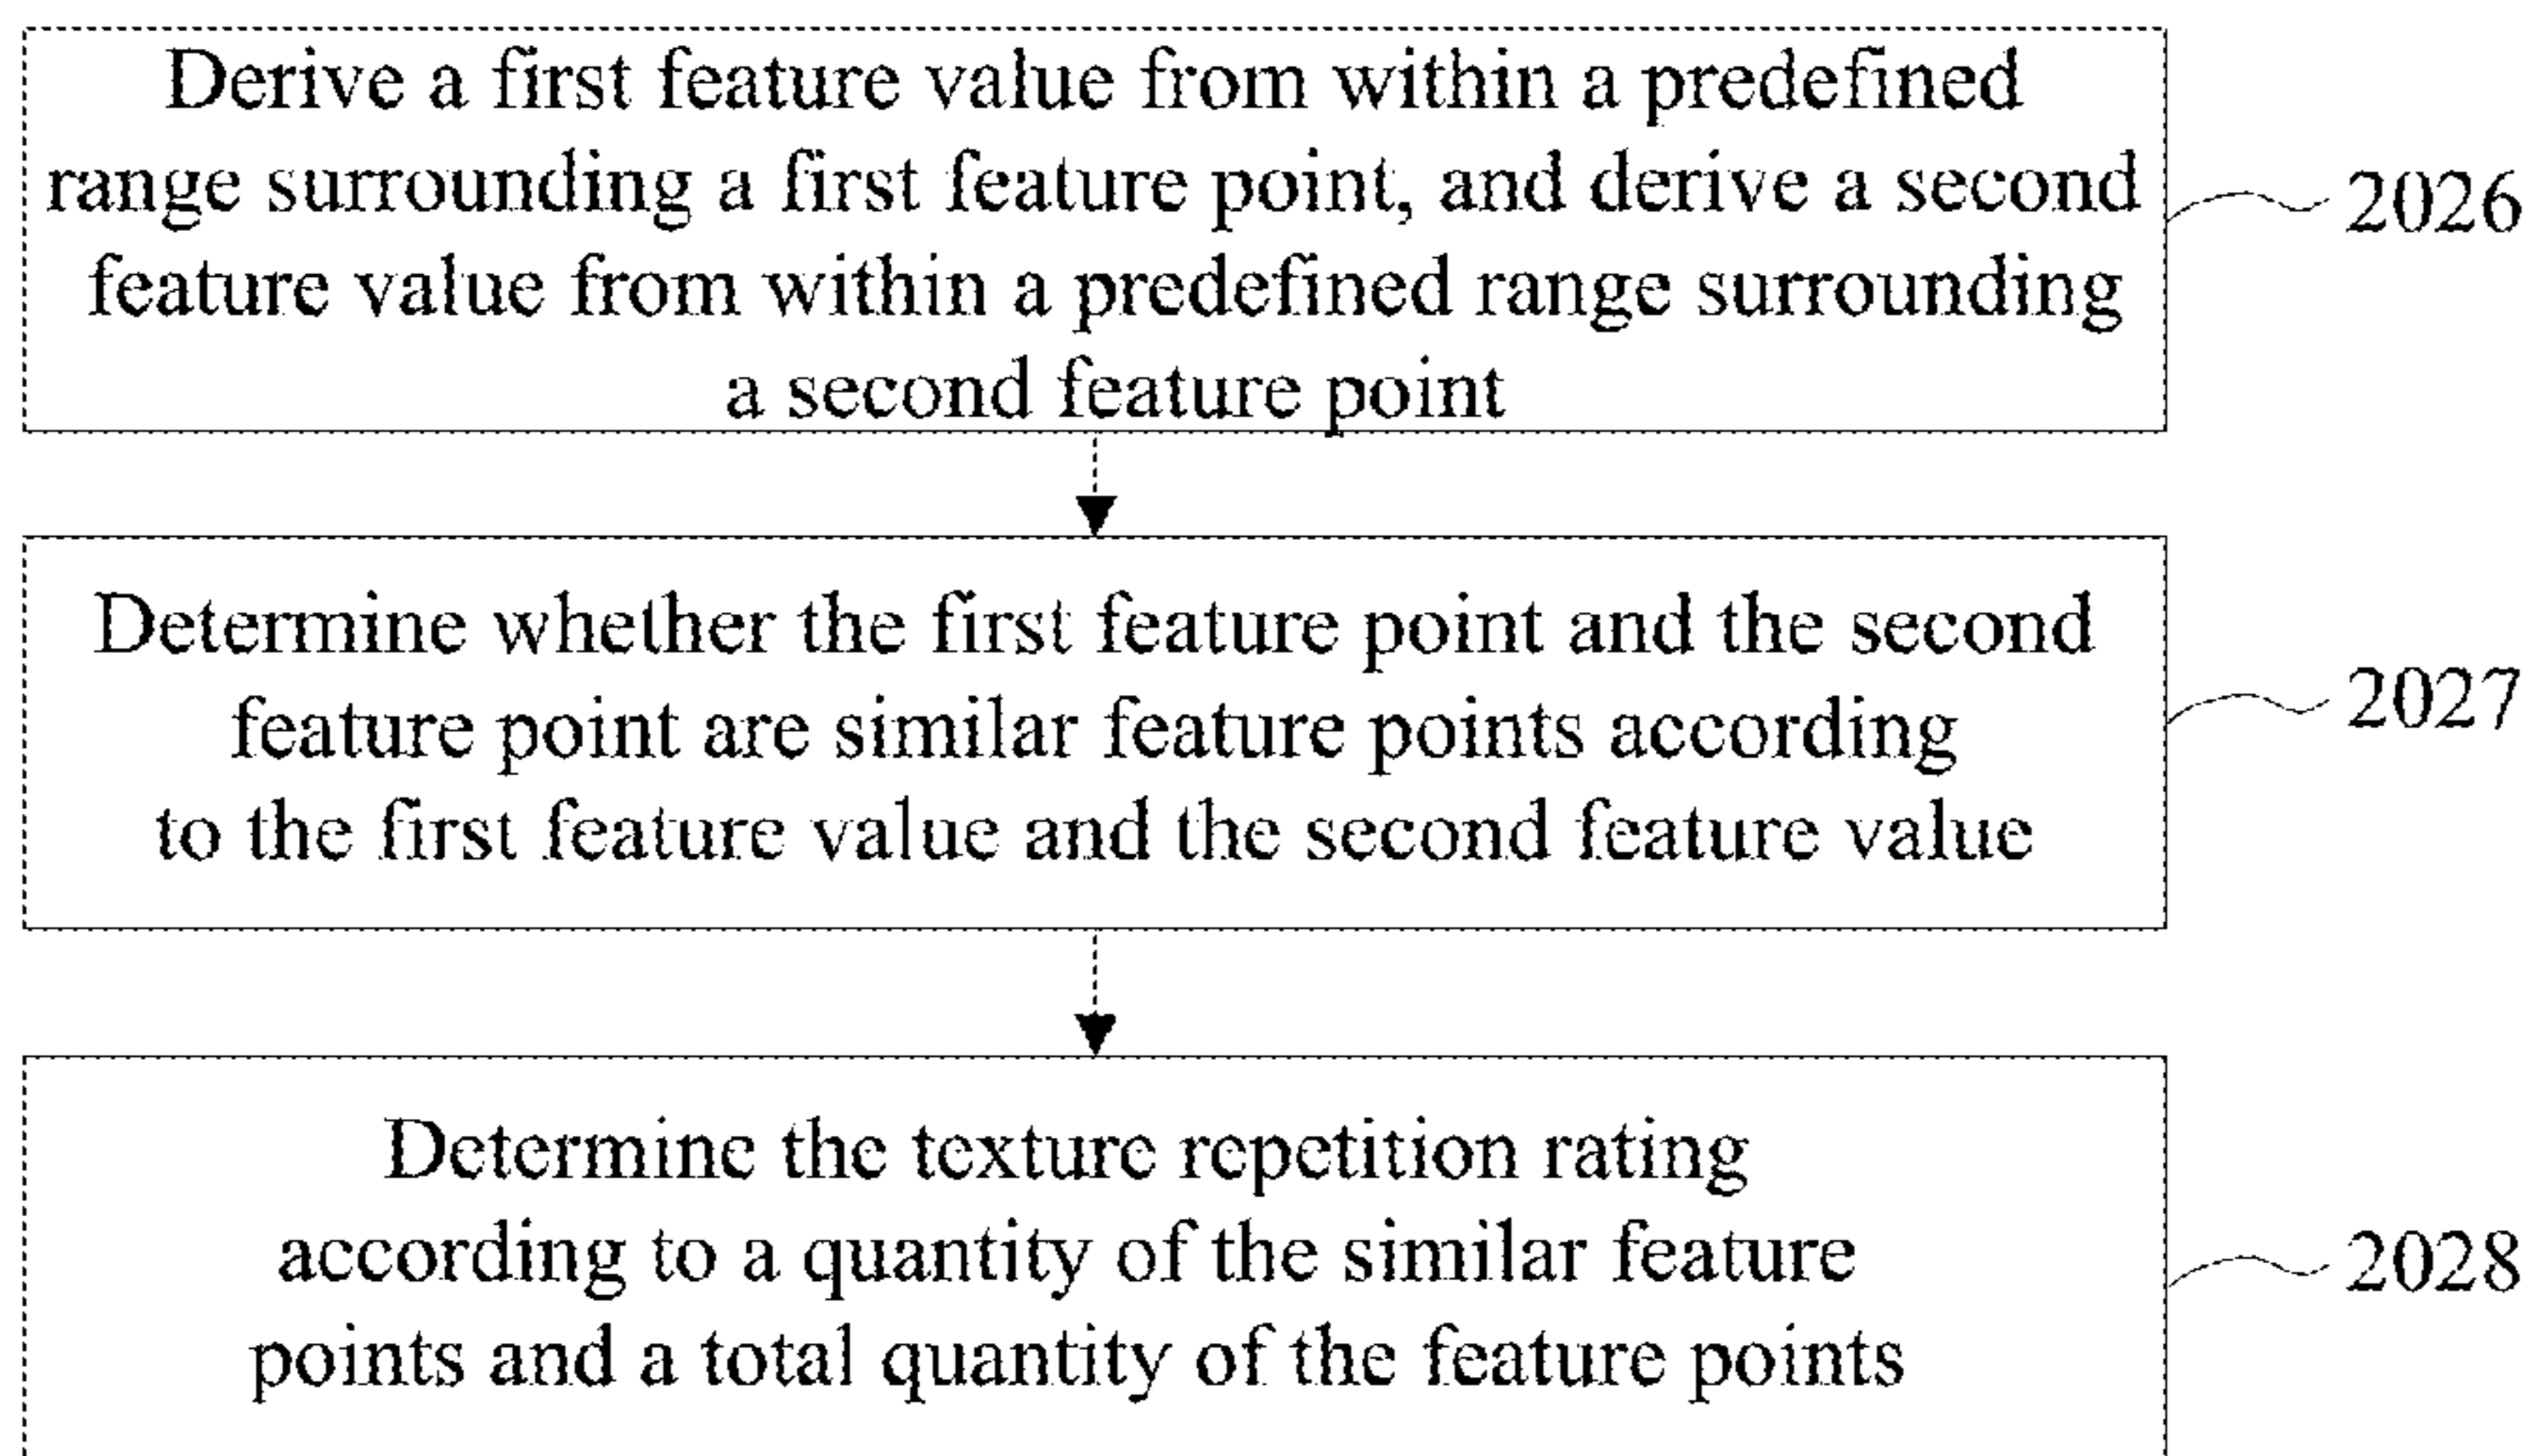 Derive a first feature value from within a predefined
range surrounding a first feature point, and derive a second
feature value from within a predefined range surrounding
a second feature point
2026
Determine whether the first feature point and the second
feature point are similar feature points according
to the first feature value and the second feature value
2027
Determine the texture repetition rating
according to a quantity of the similar feature
points and a total quantity of the feature points
2028